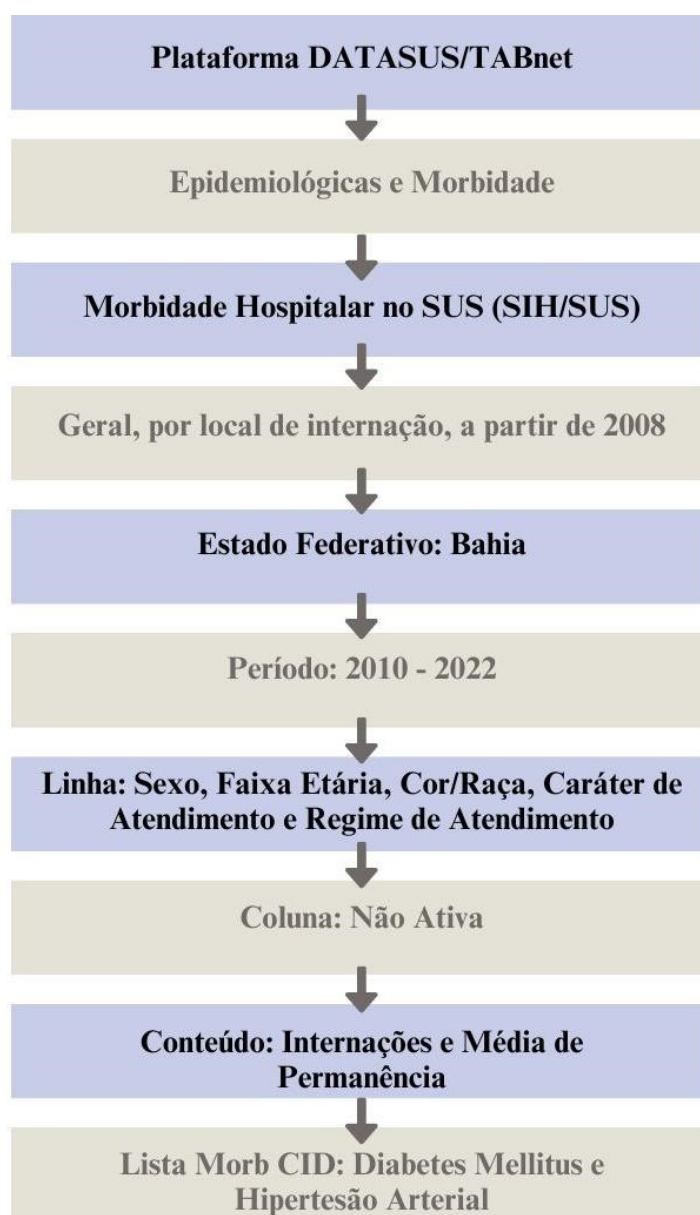 Plataforma DATASUS/TABnet
Epidemiológicas e Morbidade
Morbidade Hospitalar no SUS (SIH/SUS)
Geral, por local de internação, a partir de 2008
Estado Federativo: Bahia
Período: 2010 - 2022
Linha: Sexo, Faixa Etária, Cor/Raça, Caráter de
Atendimento e Regime de Atendimento
Coluna: Não Ativa
Conteúdo: Internações e Média de
Permanência
Lista Morb CID: Diabetes Mellitus e
Hipertesão Arterial